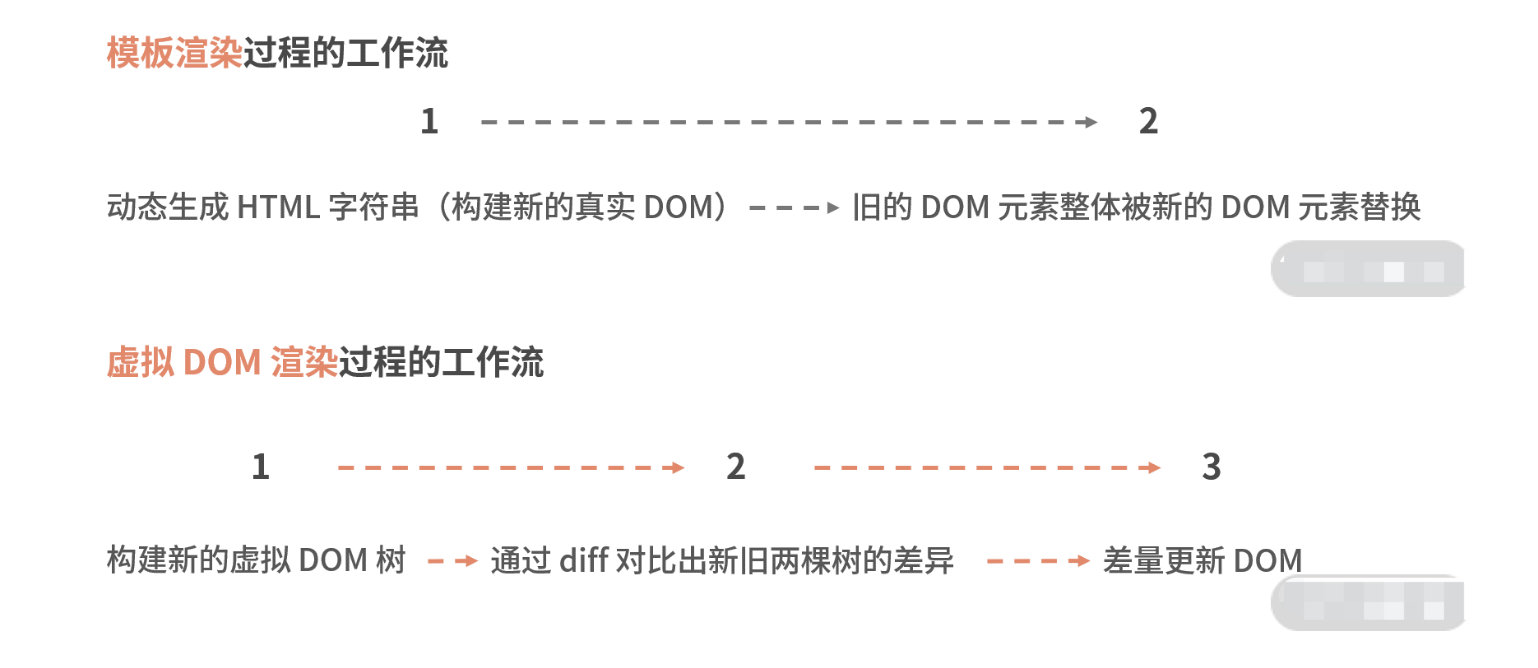 模板渲染过程的工作流
1 2
动态生成 HTML 字符串（构建新的真实 DOM） 旧的 DOM 元素整体被新的 DOM 元素替换
虚拟 DOM 渲染过程的工作流
1 2 3
构建新的虚拟 DOM 树 通过 diff 对比出新旧两棵树的差异 差量更新 DOM